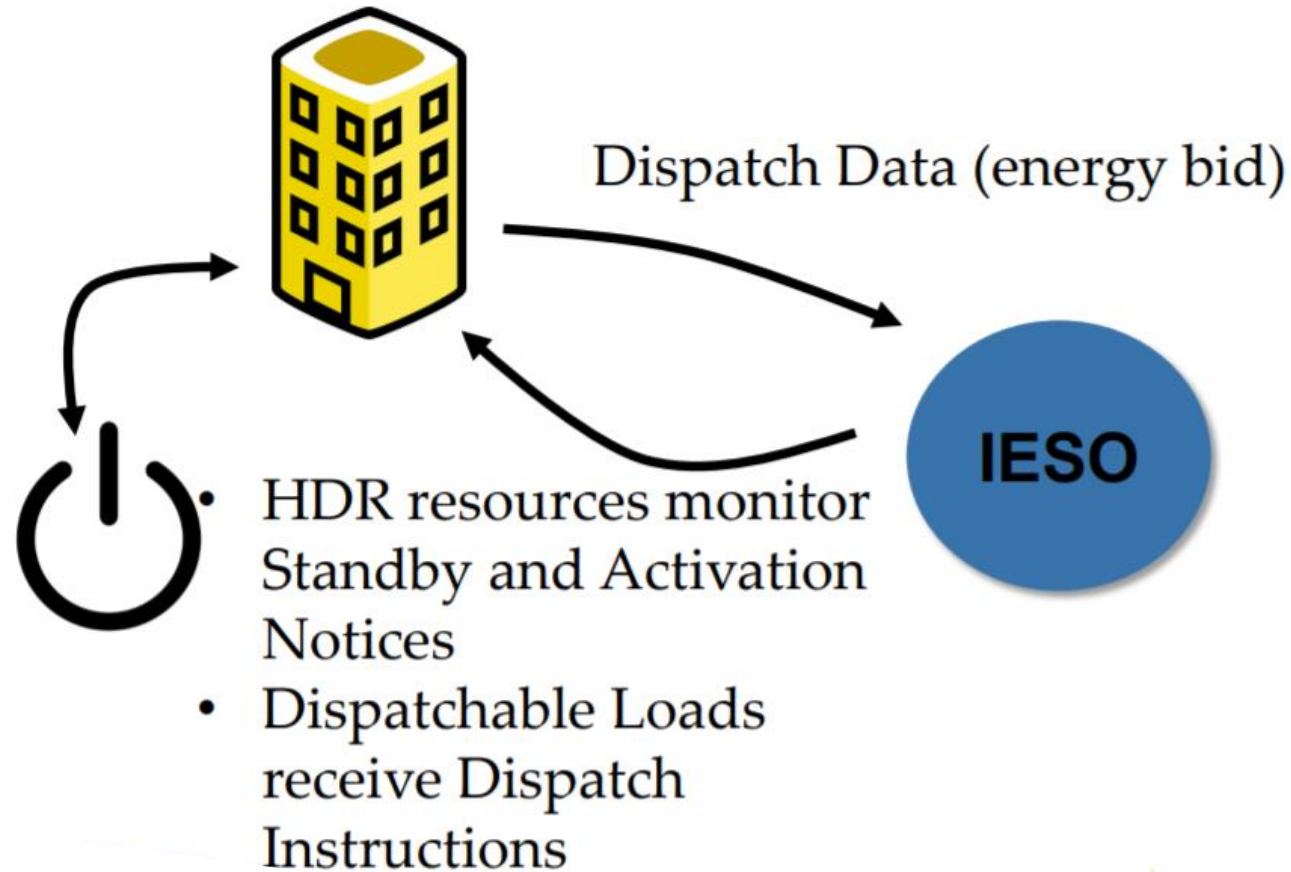 Dispatch Data (energy bid)
IESO
• HDR resources monitor
Standby and Activation
Notices
• Dispatchable Loads
receive Dispatch
Instructions